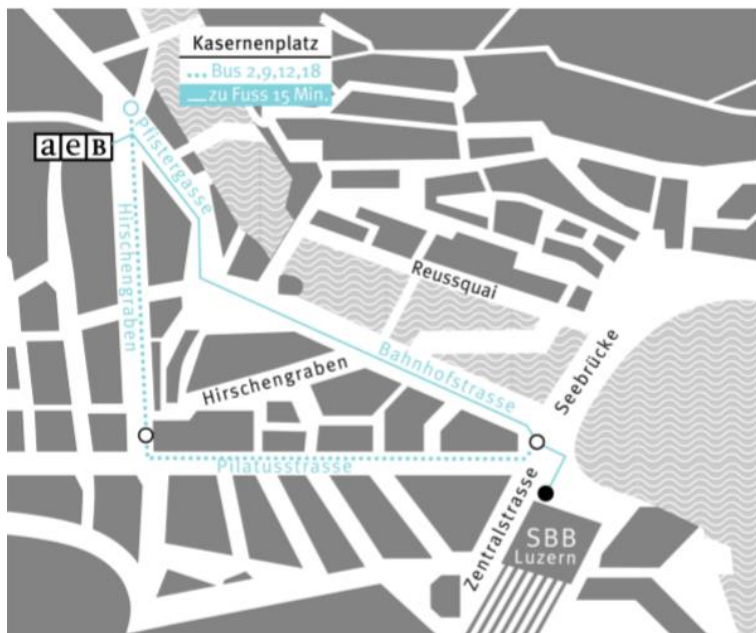 Kasernenplatz
Bus 2,9,12,18
zu Fuss 15 Min.
aeB
Pfistergasse
Hirschengraben
Reussquai
Seebrücke
Bahnhofstrasse
Hirschengraben
Pilatusstrasse
Zentralstrasse
SBB
Luzern